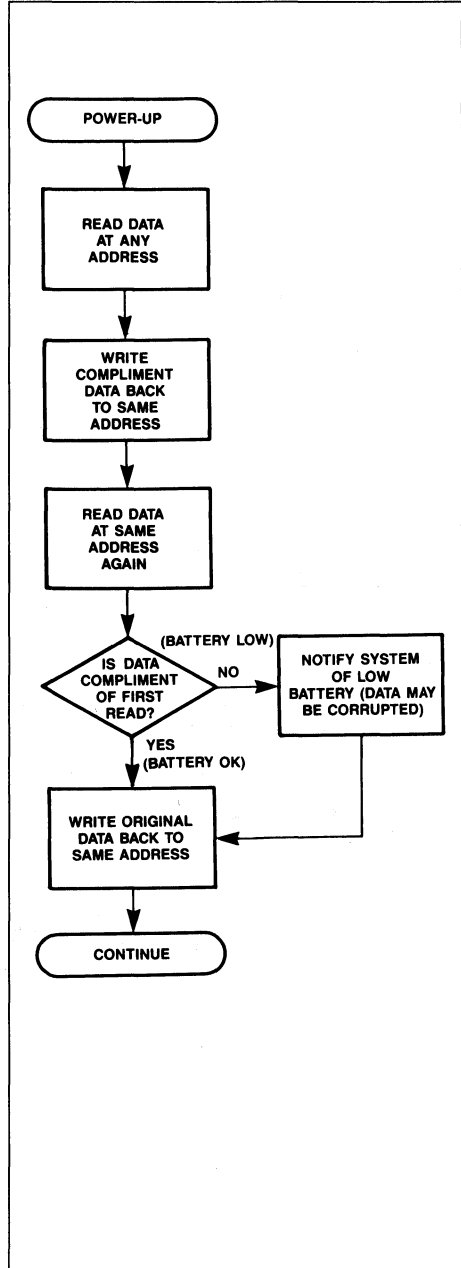 POWER-UP
READ DATA
AT ANY
ADDRESS
WRITE
COMPLIMENT
DATA BACK
TO SAME
ADDRESS
READ DATA
AT SAME
ADDRESS
AGAIN
(BATTERY LOW)
IS DATA
COMPLIMENT
OF FIRST
READ?
NO
NOTIFY SYSTEM
OF LOW
BATTERY (DATA MAY
BE CORRUPTED)
YES
(BATTERY OK)
WRITE ORIGINAL
DATA BACK TO
SAME ADDRESS
CONTINUE